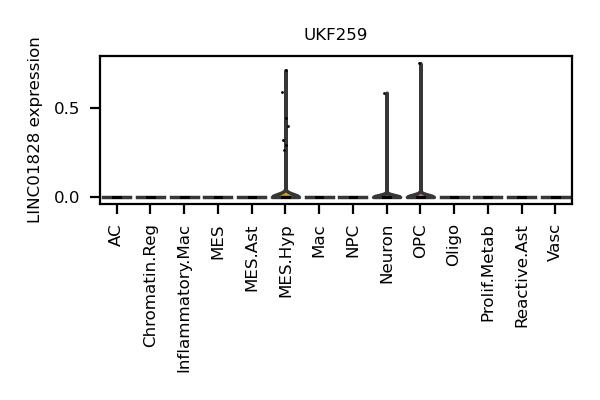 UKF259
LINC01828 expression
0.5
0.0
AC
Chromatin.Reg
Inflammatory.Mac
MES
MES.Ast
MES.Hyp
Mac
NPC
Neuron
OPC
Oligo
Prolif.Metab
Reactive.Ast
Vasc